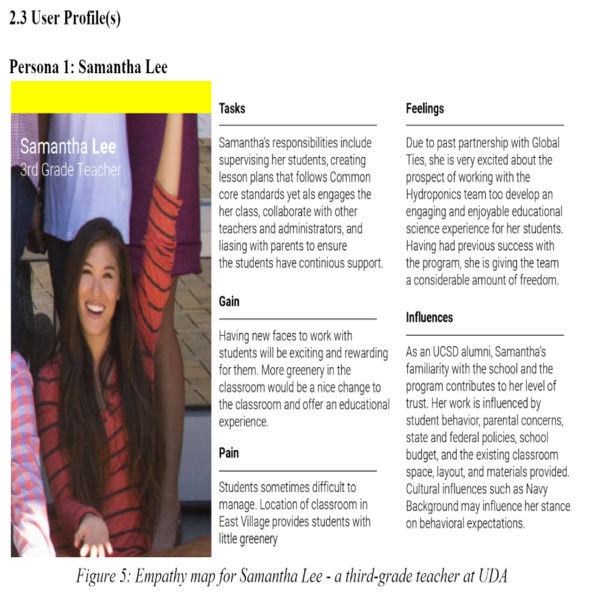 2.3 User Profile(s)
Persona 1: Samantha Lee
Samantha Lee
3rd Grade Teacher
Tasks
Samantha's responsibilities include
supervising her students, creating
lesson plans that follows Common
core standards yet als engages the
her class, collaborate with other
teachers and administrators, and
liasing with parents to ensure
the students have continious support.
Gain
Having new faces to work with
students will be exciting and rewarding
for them. More greenery in the
classroom would be a nice change to
the classroom and offer an educational
experience.
Pain
Students sometimes difficult to
manage. Location of classroom in
East Village provides students with
little greenery
Feelings
Due to past partnership with Global
Ties, she is very excited about the
prospect of working with the
Hydroponics team too develop an
engaging and enjoyable educational
science experience for her students.
Having had previous success with
the program, she is giving the team
a considerable amount of freedom.
Influences
As an UCSD alumni, Samantha's
familiarity with the school and the
program contributes to her level of
trust. Her work is influenced by
student behavior, parental concerns,
state and federal policies, school
budget, and the existing classroom
space, layout, and materials provided.
Cultural influences such as Navy
Background may influence her stance
on behavioral expectations.
Figure 5: Empathy map for Samantha Lee - a third-grade teacher at UDA